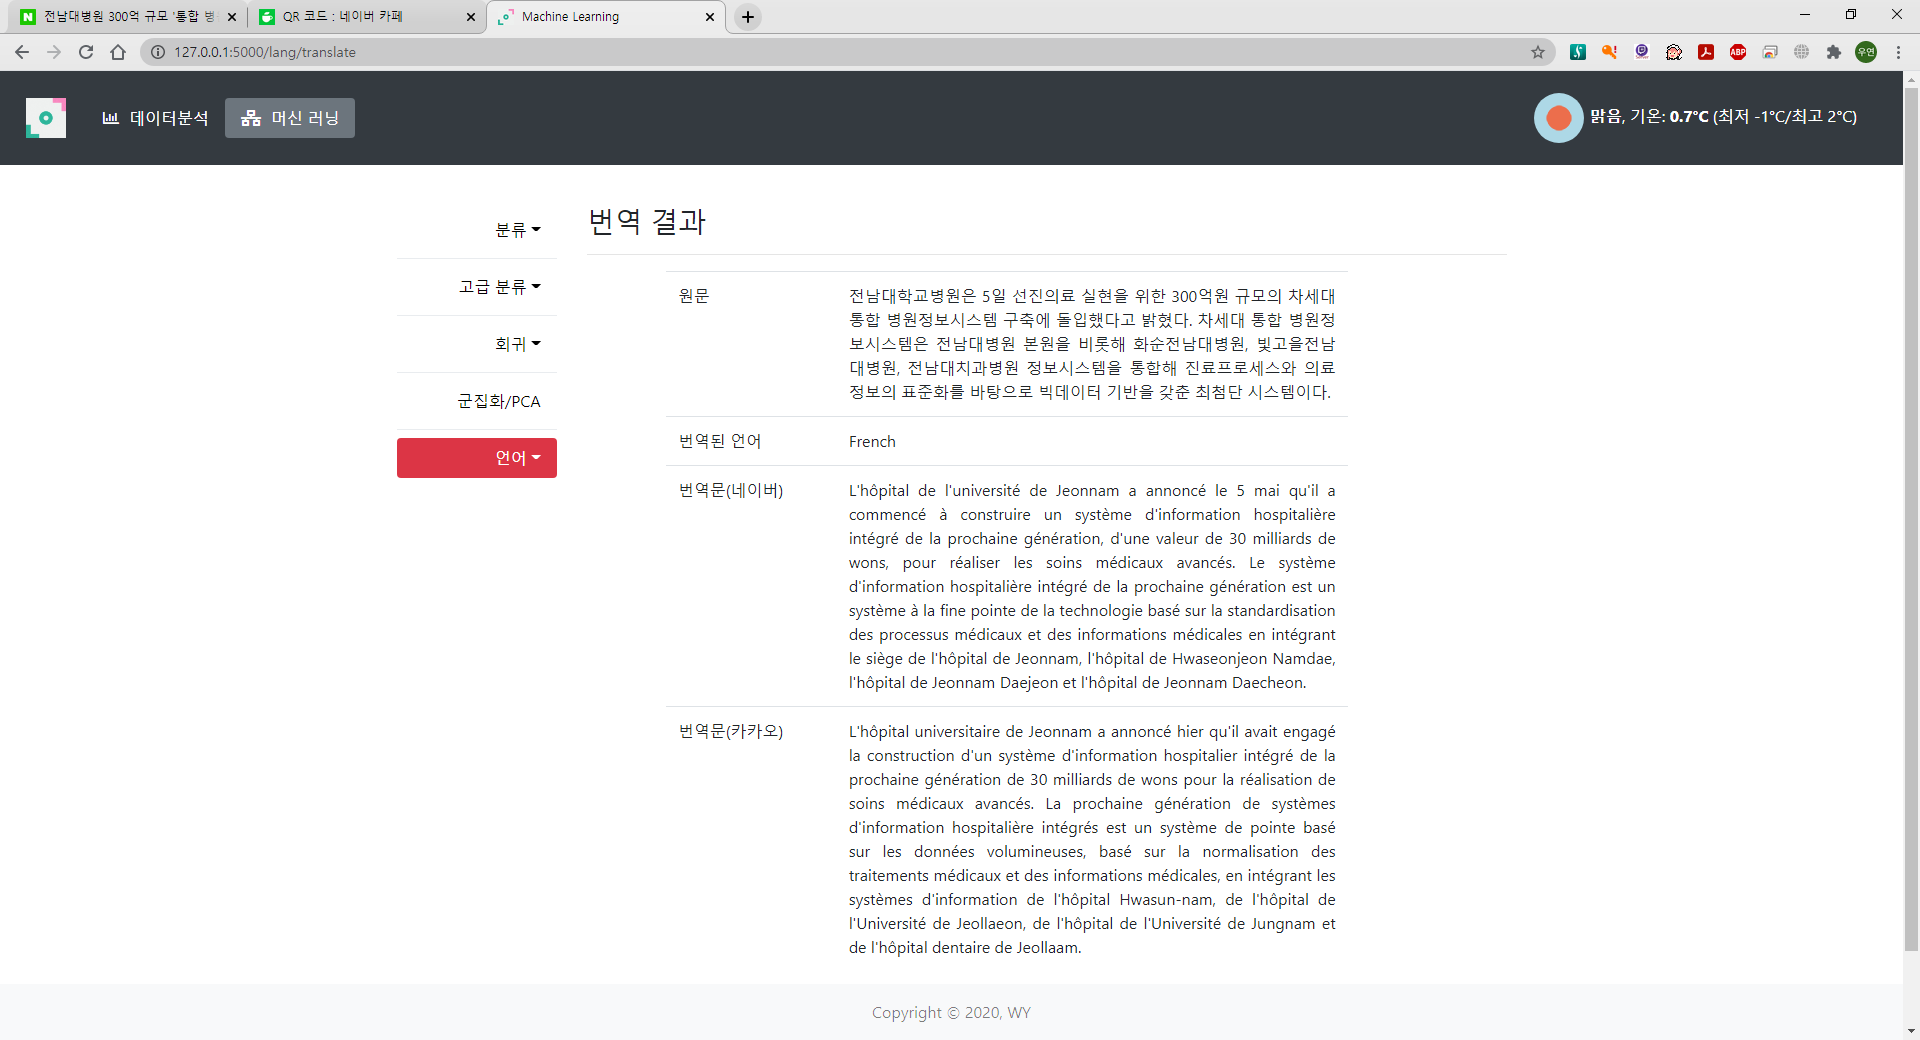 전남대병원 300억 규모 '통합 병
QR 코드 : 네이버 카페
Machine Learning
127.0.0.1:5000/lang/translate
ABP
우연
데이터분석
머신 러닝
맑음, 기온: 0.7°C (최저 -1°C/최고 2°C)
분류
고급 분류
회귀
군집화/PCA
언어
번역 결과
원문
전남대학교병원은 5일 선진의료 실현을 위한 300억원 규모의 차세대
통합 병원정보시스템 구축에 돌입했다고 밝혔다. 차세대 통합 병원정
보시스템은 전남대병원 본원을 비롯해 화순전남대병원, 빛고을전남
대병원, 전남대치과병원 정보시스템을 통합해 진료프로세스와 의료
정보의 표준화를 바탕으로 빅데이터 기반을 갖춘 최첨단 시스템이다.
번역된 언어
French
번역문(네이버)
L'hôpital de l'université de Jeonnam a annoncé le 5 mai qu'il a
commencé à construire un système d'information hospitalière
intégré de la prochaine génération, d'une valeur de 30 milliards de
wons, pour réaliser les soins médicaux avancés. Le système
d'information hospitalière intégré de la prochaine génération est un
système à la fine pointe de la technologie basé sur la standardisation
des processus médicaux et des informations médicales en intégrant
le siège de l'hôpital de Jeonnam, l'hôpital de Hwaseonjeon Namdae,
l'hôpital de Jeonnam Daejeon et l'hôpital de Jeonnam Daecheon.
번역문(카카오)
L'hôpital universitaire de Jeonnam a annoncé hier qu'il avait engagé
la construction d'un système d'information hospitalier intégré de la
prochaine génération de 30 milliards de wons pour la réalisation de
soins médicaux avancés. La prochaine génération de systèmes
d'information hospitalière intégrés est un système de pointe basé
sur les données volumineuses, basé sur la normalisation des
traitements médicaux et des informations médicales, en intégrant les
systèmes d'information de l'hôpital Hwasun-nam, de l'hôpital de
l'Université de Jeollaeon, de l'hôpital de l'Université de Jungnam et
de l'hôpital dentaire de Jeollaam.
Copyright © 2020, WY